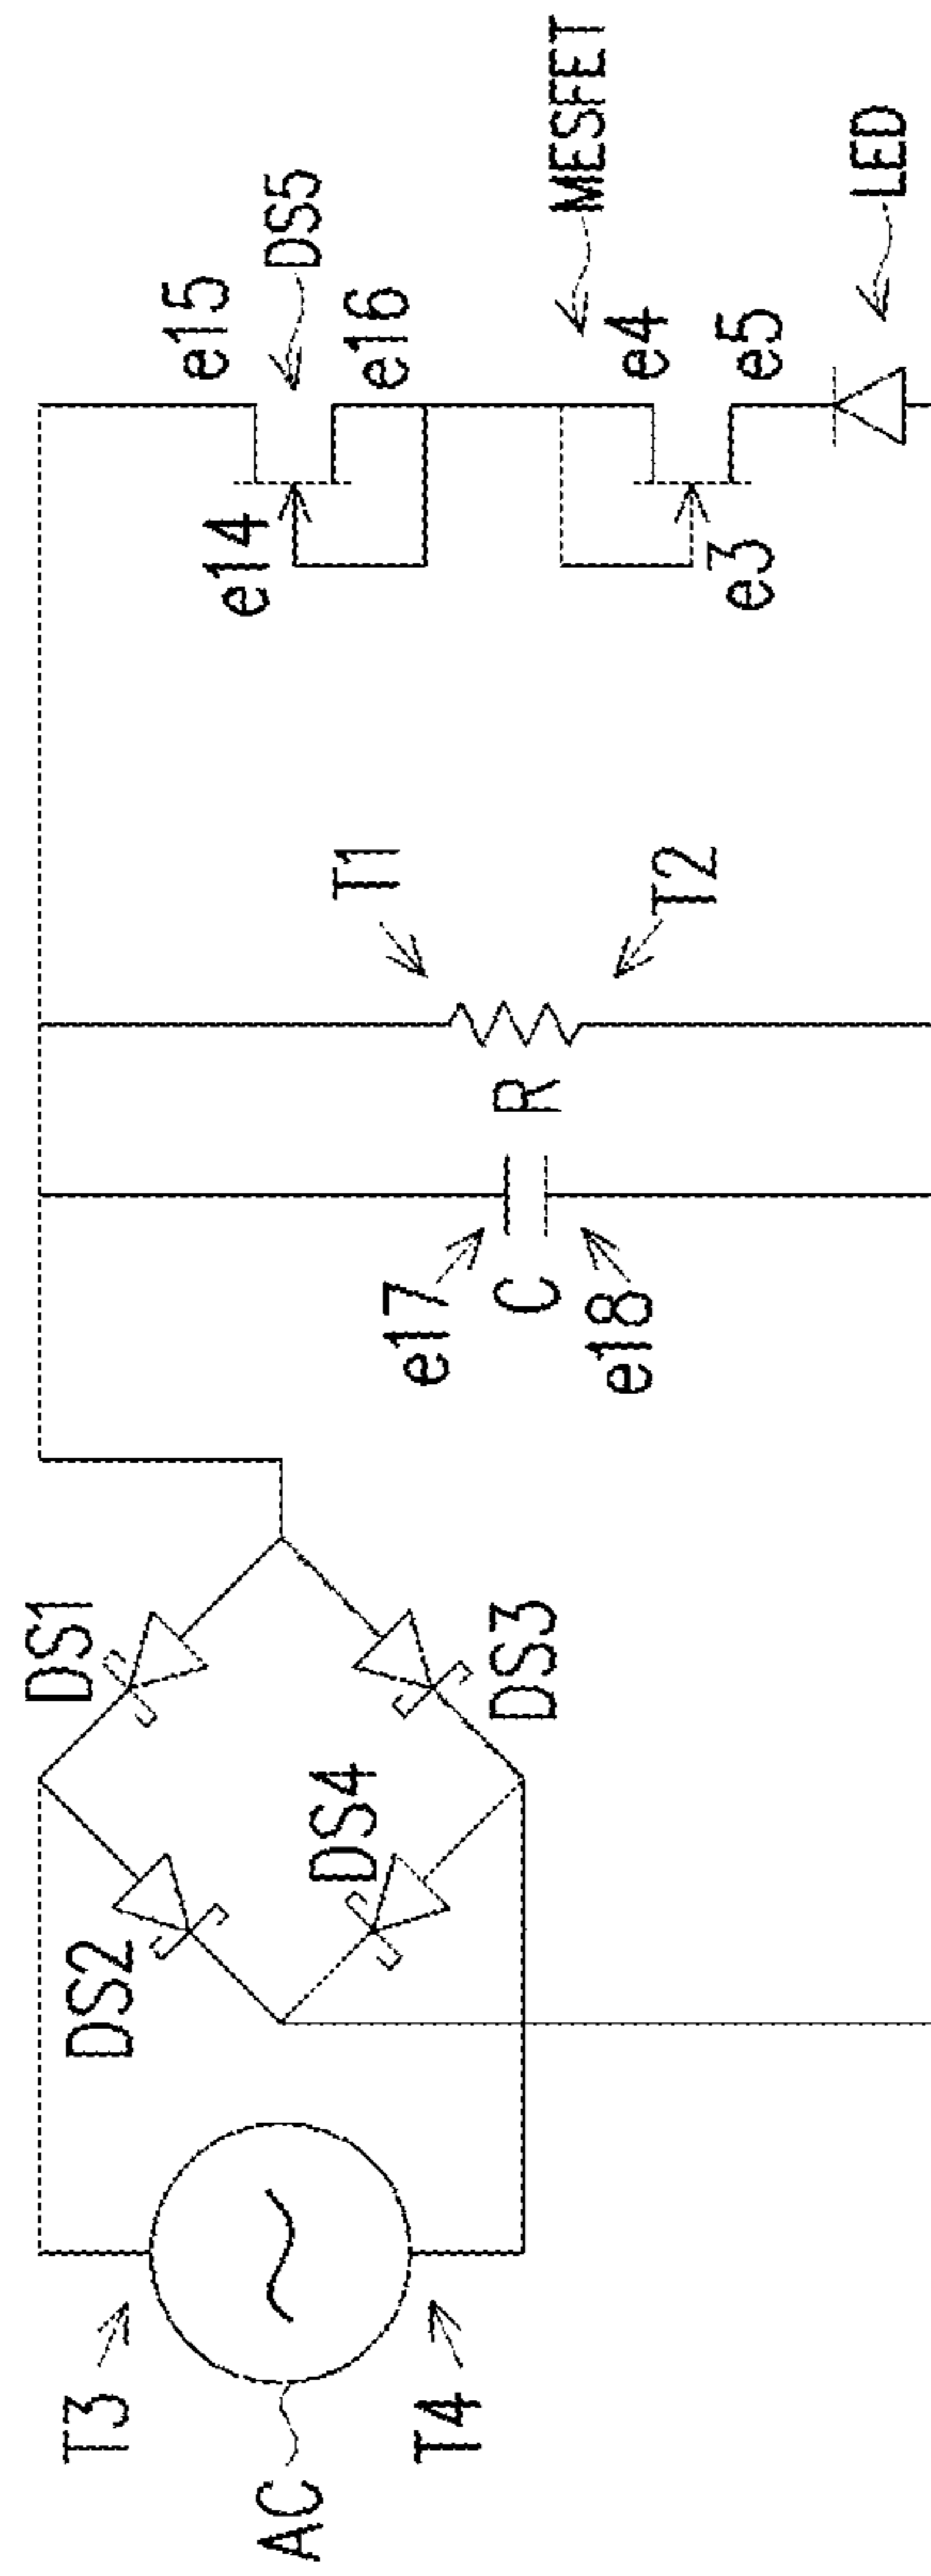 AC
T3
T4
DS1
DS2
DS3
DS4
e17
C
e18
R
T1
T2
e14
e15
e16
DS5
e3
e4
e5
MESFET
LED